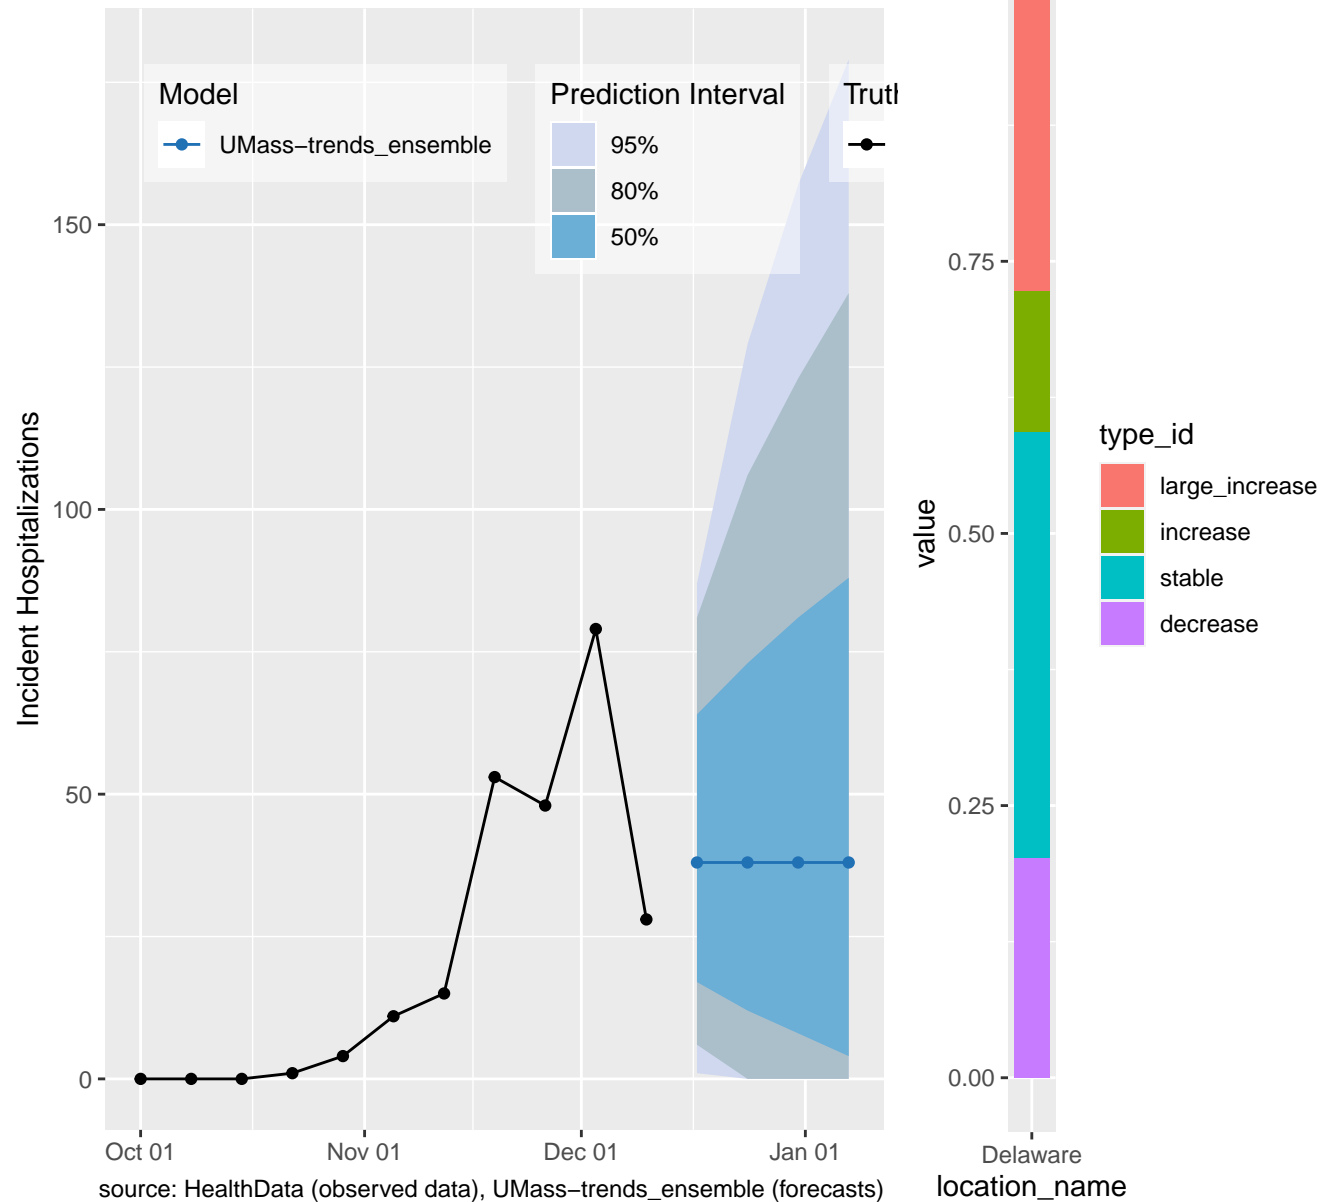 Model
UMass−trends_ensemble
Prediction Interval
95%
80%
50%
Truth
150
100
50
0
Incident Hospitalizations
Oct 01
Nov 01
Dec 01
Jan 01
source: HealthData (observed data), UMass−trends_ensemble (forecasts)
0.75
0.50
0.25
0.00
value
Delaware
location_name
type_id
large_increase
increase
stable
decrease